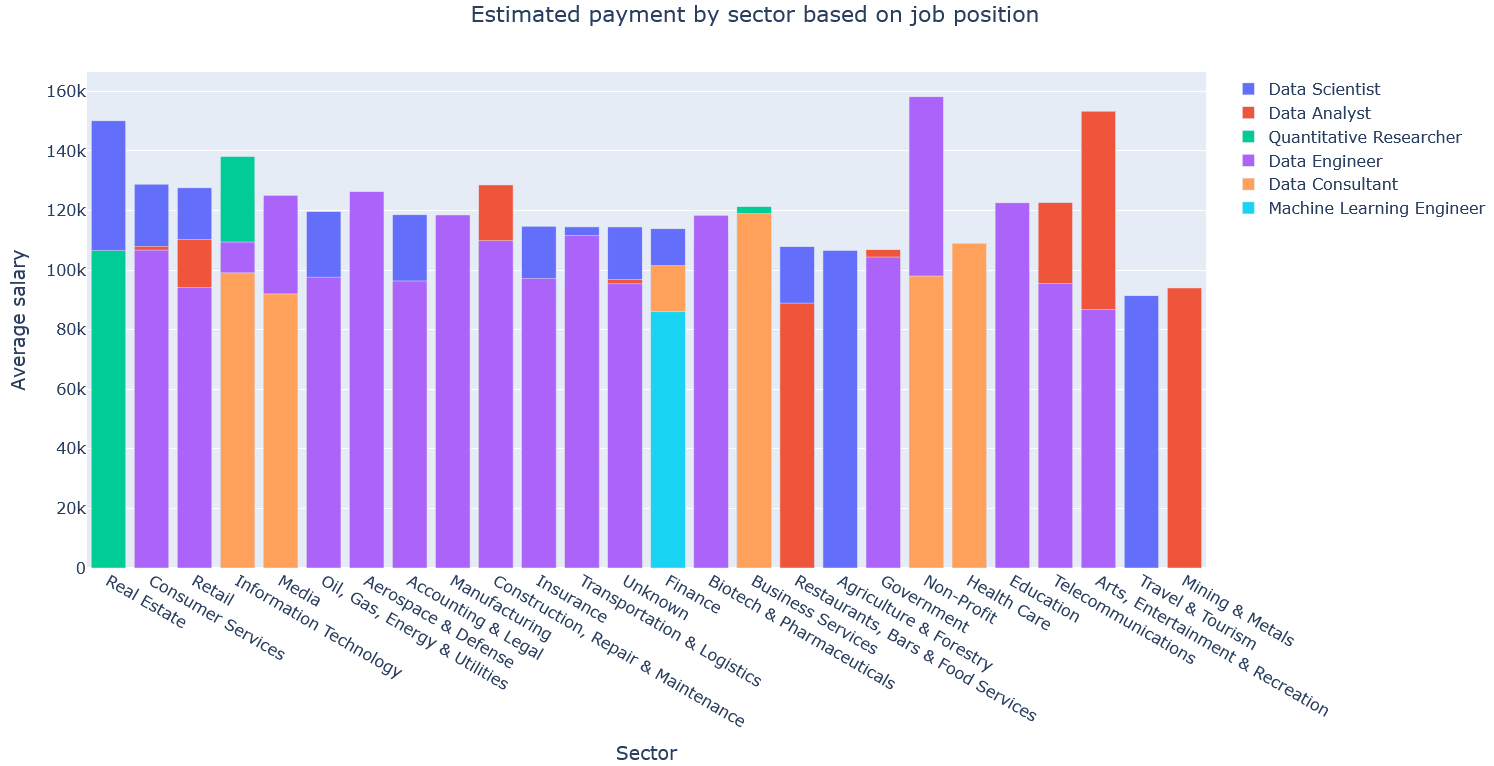 Estimated payment by sector based on job position
160k
140k
120k
100k
80k
60k
40k
20k
0
Average salary
Data Scientist
Data Analyst
Quantitative Researcher
Data Engineer
Data Consultant
Machine Learning Engineer
Real Estate
Consumer Services
Retail
Information Technology
Media
Oil, Gas, Energy & Utilities
Aerospace & Defense
Accounting & Legal
Manufacturing
Construction, Repair & Maintenance
Insurance
Transportation & Logistics
Unknown
Finance
Biotech & Pharmaceuticals
Business Services
Restaurants, Bars & Food Services
Agriculture & Forestry
Government
Non-Profit
Health Care
Education
Telecommunications
Arts, Entertainment & Recreation
Travel & Tourism
Mining & Metals
Sector